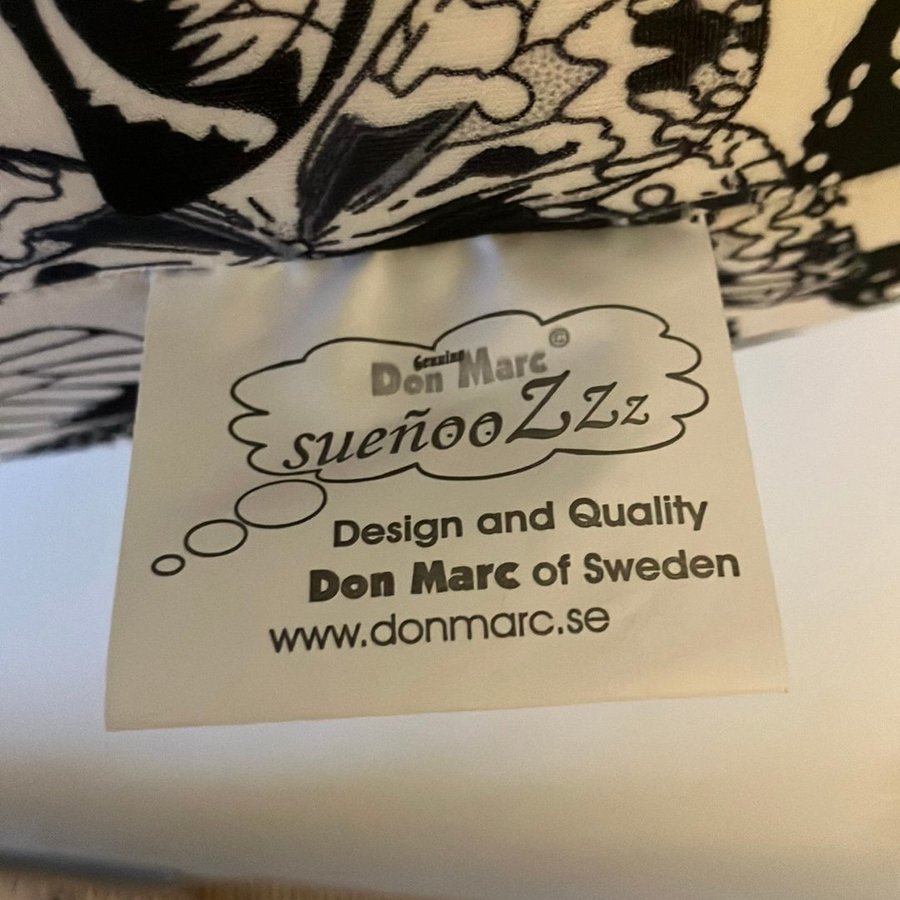 Genuine
Don Marc©
sueñooZzz
Design and Quality
Don Marc of Sweden
www.donmarc.se